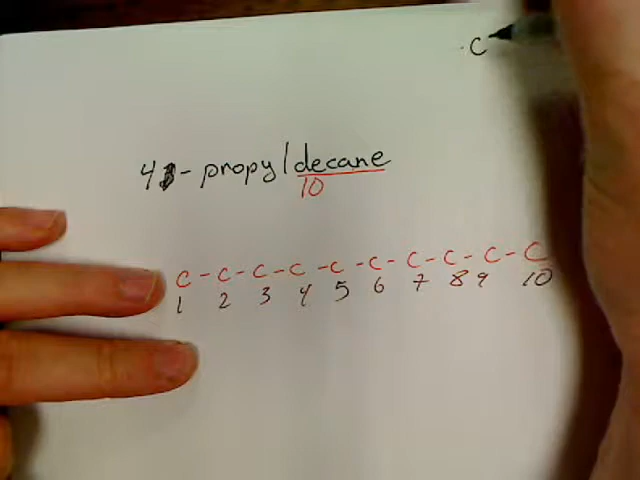 C
4 - propyldecane
10
C - C - C - C - C - C - C - C - C - C
1 2 3 4 5 6 7 8 9 10